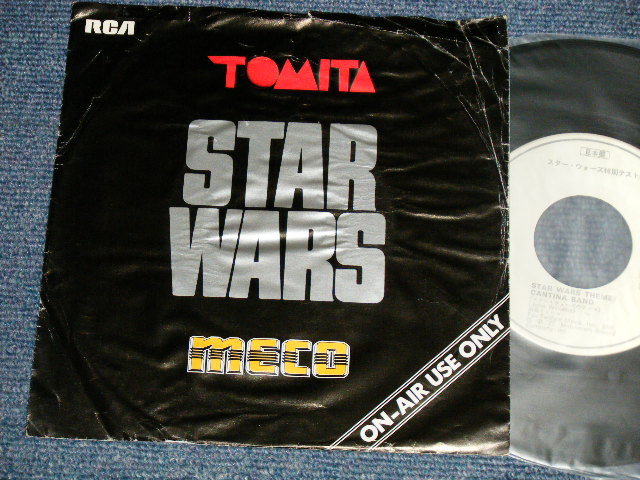 RCA
TOMITA
STAR
WARS
meco
ON-AIR USE ONLY
見本盤
スター・ウォーズ特別テスト
STAR WARS THEME
CANTINA BAND